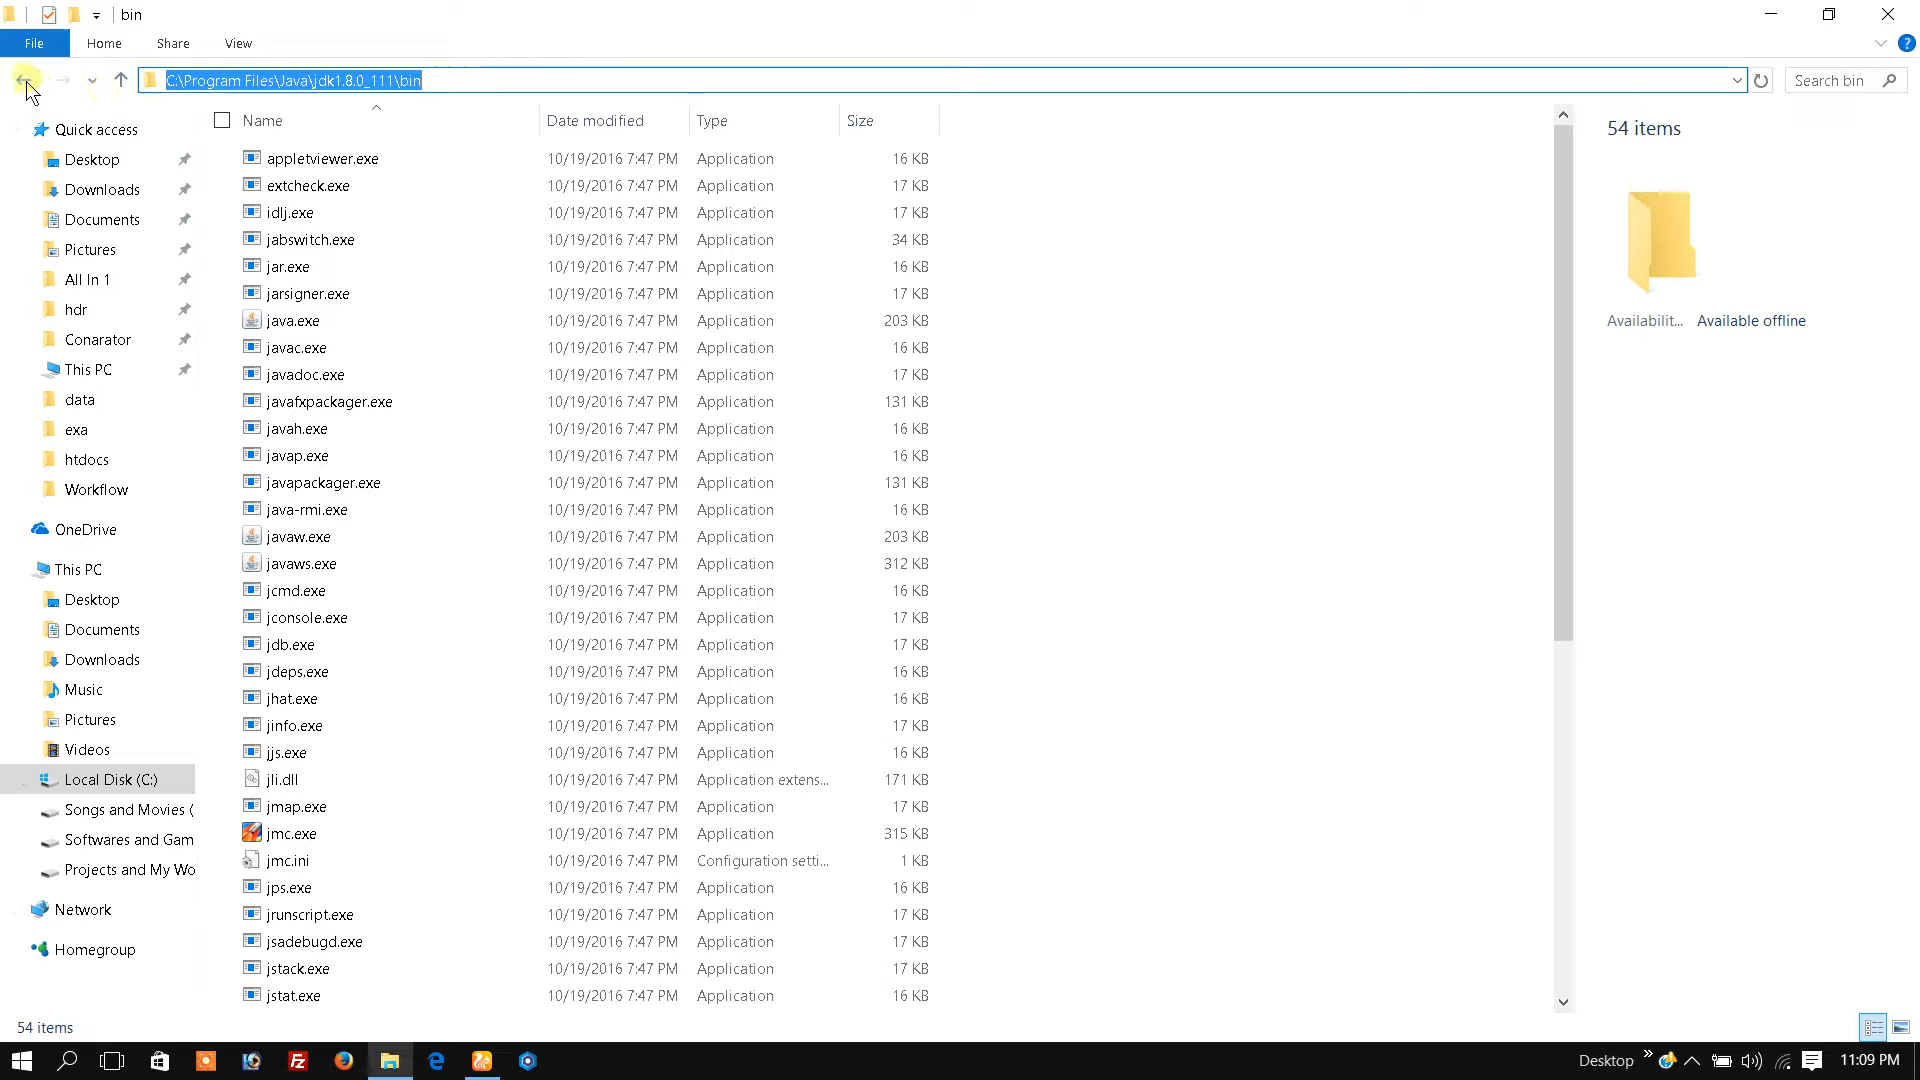 bin
File Home Share View
C:\Program Files\Java\jdk1.8.0_111\bin
Search bin
Name Date modified Type Size
appletviewer.exe 10/19/2016 7:47 PM Application 16 KB
extcheck.exe 10/19/2016 7:47 PM Application 17 KB
idlj.exe 10/19/2016 7:47 PM Application 17 KB
jabswitch.exe 10/19/2016 7:47 PM Application 34 KB
jar.exe 10/19/2016 7:47 PM Application 16 KB
jarsigner.exe 10/19/2016 7:47 PM Application 17 KB
java.exe 10/19/2016 7:47 PM Application 203 KB
javac.exe 10/19/2016 7:47 PM Application 16 KB
javadoc.exe 10/19/2016 7:47 PM Application 17 KB
javafxpackager.exe 10/19/2016 7:47 PM Application 131 KB
javah.exe 10/19/2016 7:47 PM Application 16 KB
javap.exe 10/19/2016 7:47 PM Application 16 KB
javapackager.exe 10/19/2016 7:47 PM Application 131 KB
java-rmi.exe 10/19/2016 7:47 PM Application 16 KB
javaw.exe 10/19/2016 7:47 PM Application 203 KB
javaws.exe 10/19/2016 7:47 PM Application 312 KB
jcmd.exe 10/19/2016 7:47 PM Application 16 KB
jconsole.exe 10/19/2016 7:47 PM Application 17 KB
jdb.exe 10/19/2016 7:47 PM Application 17 KB
jdeps.exe 10/19/2016 7:47 PM Application 16 KB
jhat.exe 10/19/2016 7:47 PM Application 16 KB
jinfo.exe 10/19/2016 7:47 PM Application 17 KB
jjs.exe 10/19/2016 7:47 PM Application 16 KB
jli.dll 10/19/2016 7:47 PM Application extens... 171 KB
jmap.exe 10/19/2016 7:47 PM Application 17 KB
jmc.exe 10/19/2016 7:47 PM Application 315 KB
jmc.ini 10/19/2016 7:47 PM Configuration setti... 1 KB
jps.exe 10/19/2016 7:47 PM Application 16 KB
jrunscript.exe 10/19/2016 7:47 PM Application 17 KB
jsadebugd.exe 10/19/2016 7:47 PM Application 17 KB
jstack.exe 10/19/2016 7:47 PM Application 17 KB
jstat.exe 10/19/2016 7:47 PM Application 16 KB
Quick access
Desktop
Downloads
Documents
Pictures
All In 1
hdr
Conarator
This PC
data
exa
htdocs
Workflow
OneDrive
This PC
Desktop
Documents
Downloads
Music
Pictures
Videos
Local Disk (C:)
Songs and Movies (
Softwares and Gam
Projects and My Wo
Network
Homegroup
54 items
Availabilit... Available offline
54 items
Desktop
11:09 PM